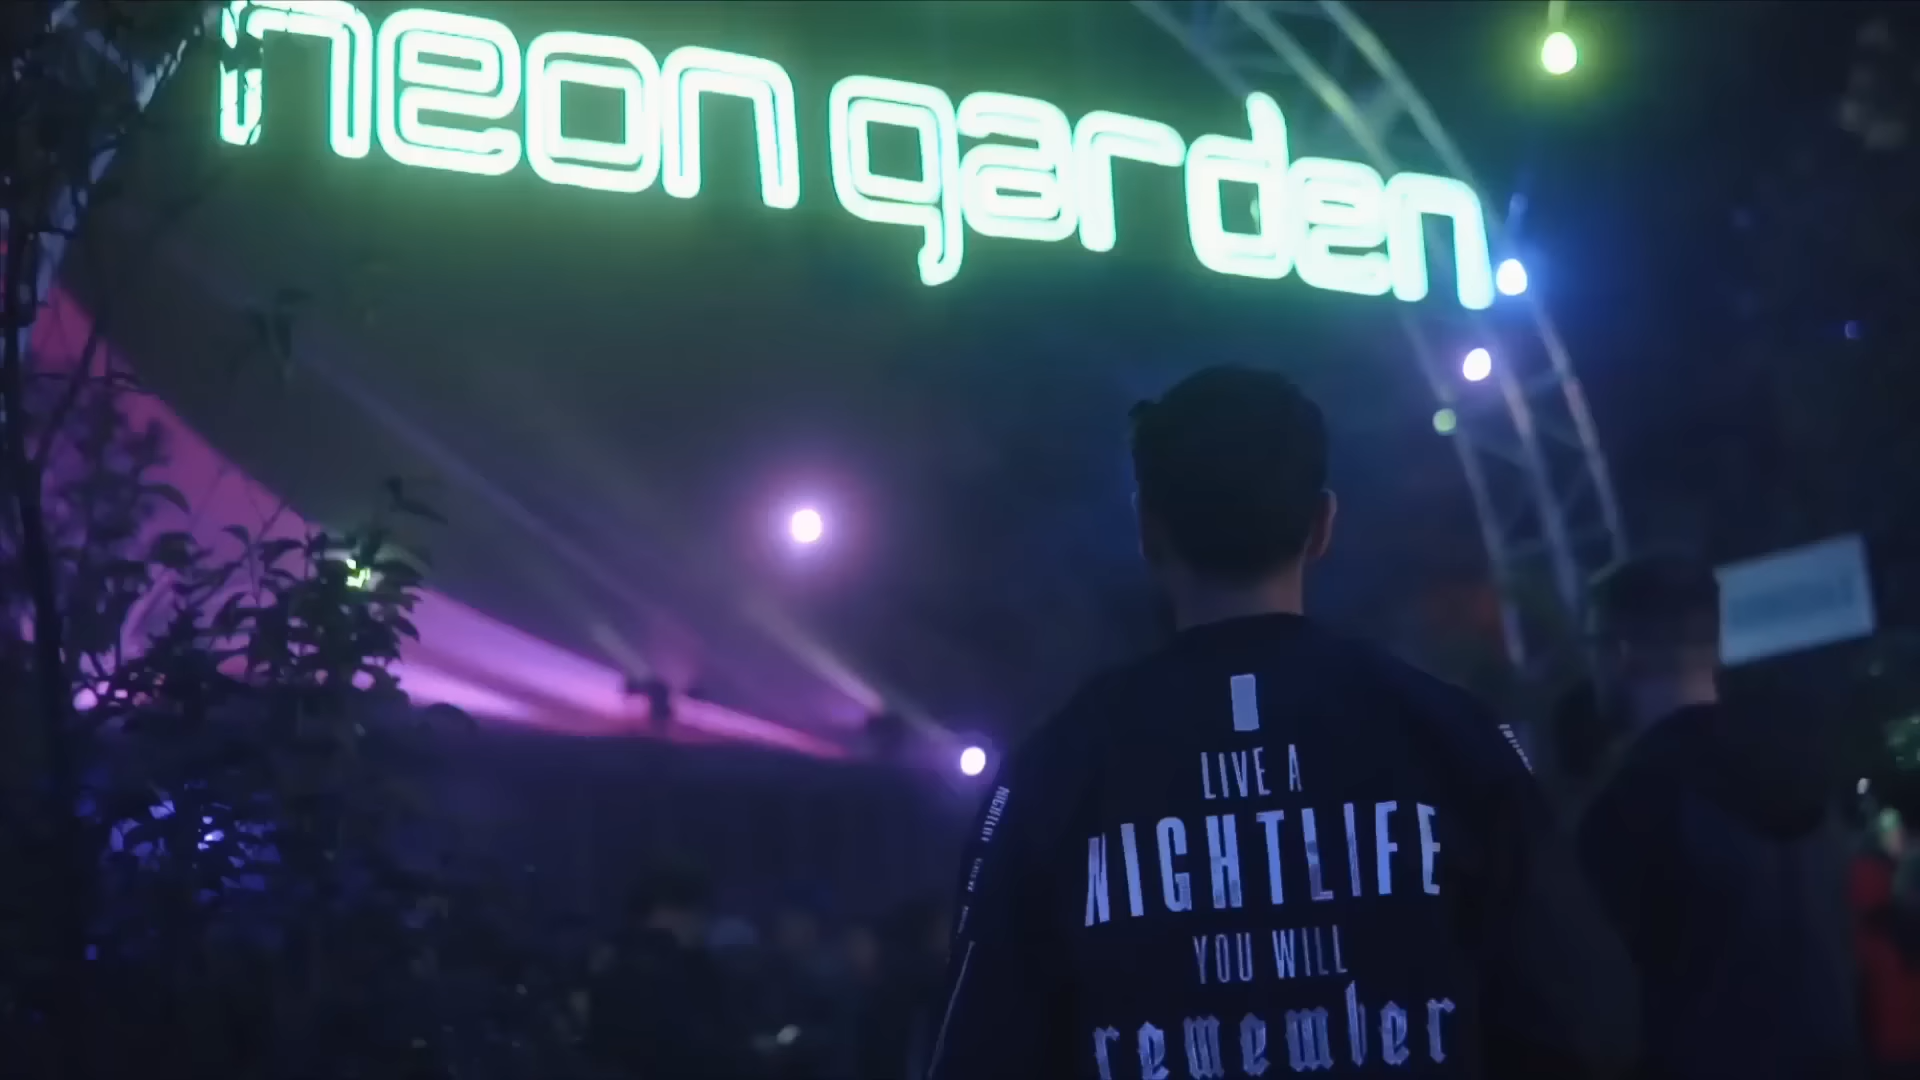 neon garden
LIVE A
NIGHTLIFE
YOU WILL
remember